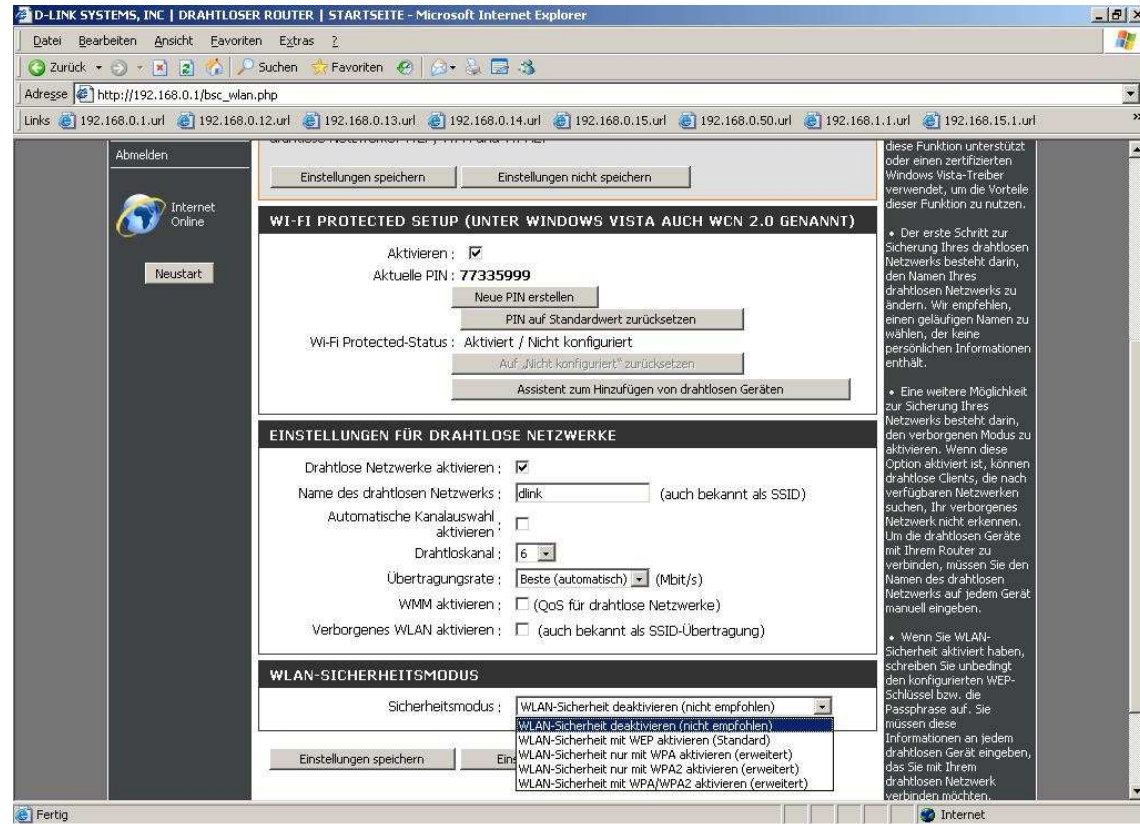 D-LINK SYSTEMS, INC | DRAHTLOSER ROUTER | STARTSEITE - Microsoft Internet Explorer
Datei Bearbeiten Ansicht Favoriten Extras ?
Zurück Suchen Favoriten
Adresse http://192.168.0.1/bsc_wlan.php
Links 192.168.0.1.url 192.168.0.12.url 192.168.0.13.url 192.168.0.14.url 192.168.0.15.url 192.168.0.50.url 192.168.1.1.url 192.168.15.1.url »
Abmelden
Internet
Online
Neustart
Einstellungen speichern Einstellungen nicht speichern
WI-FI PROTECTED SETUP (UNTER WINDOWS VISTA AUCH WCN 2.0 GENANNT)
Aktivieren :
Aktuelle PIN : 77335999
Neue PIN erstellen
PIN auf Standardwert zurücksetzen
Wi-Fi Protected-Status : Aktiviert / Nicht konfiguriert
Auf „Nicht konfiguriert“ zurücksetzen
Assistent zum Hinzufügen von drahtlosen Geräten
EINSTELLUNGEN FÜR DRAHTLOSE NETZWERKE
Drahtlose Netzwerke aktivieren :
Name des drahtlosen Netzwerks : dlink (auch bekannt als SSID)
Automatische Kanalauswahl
aktivieren :
Drahtloskanal : 6
Übertragungsrate : Beste (automatisch) (Mbit/s)
WMM aktivieren : (QoS für drahtlose Netzwerke)
Verborgenes WLAN aktivieren : (auch bekannt als SSID-Übertragung)
WLAN-SICHERHEITSMODUS
Sicherheitsmodus : WLAN-Sicherheit deaktivieren (nicht empfohlen)
WLAN-Sicherheit deaktivieren (nicht empfohlen)
WLAN-Sicherheit mit WEP aktivieren (Standard)
WLAN-Sicherheit nur mit WPA aktivieren (erweitert)
WLAN-Sicherheit nur mit WPA2 aktivieren (erweitert)
WLAN-Sicherheit mit WPA/WPA2 aktivieren (erweitert)
Einstellungen speichern Ein
diese Funktion unterstützt
oder einen zertifizierten
Windows Vista-Treiber
verwendet, um die Vorteile
dieser Funktion zu nutzen.
• Der erste Schritt zur
Sicherung Ihres drahtlosen
Netzwerks besteht darin,
den Namen Ihres
drahtlosen Netzwerks zu
ändern. Wir empfehlen,
einen geläufigen Namen zu
wählen, der keine
persönlichen Informationen
enthält.
• Eine weitere Möglichkeit
zur Sicherung Ihres
Netzwerks besteht darin,
den verborgenen Modus zu
aktivieren. Wenn diese
Option aktiviert ist, können
drahtlose Clients, die nach
verfügbaren Netzwerken
suchen, Ihr verborgenes
Netzwerk nicht erkennen.
Um die drahtlosen Geräte
mit Ihrem Router zu
verbinden, müssen Sie den
Namen des drahtlosen
Netzwerks auf jedem Gerät
manuell eingeben.
• Wenn Sie WLAN-
Sicherheit aktiviert haben,
schreiben Sie unbedingt
den konfigurierten WEP-
Schlüssel bzw. die
Passphrase auf. Sie
müssen diese
Informationen an jedem
drahtlosen Gerät eingeben,
das Sie mit Ihrem
drahtlosen Netzwerk
verbinden möchten.
Fertig Internet